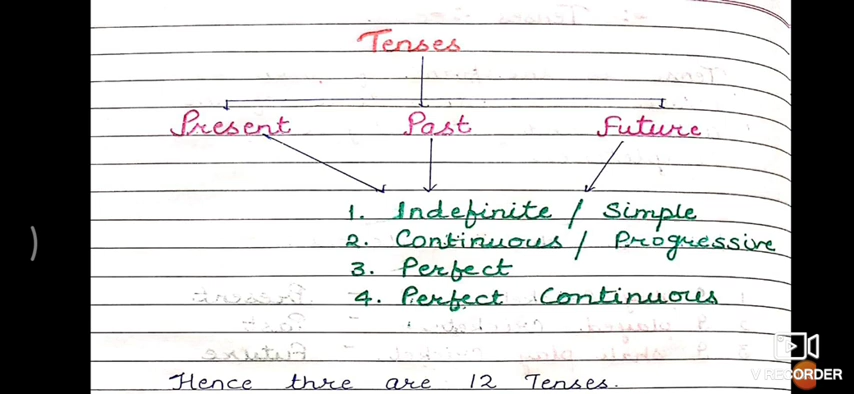 Tenses
Present Past Future
1. Indefinite / Simple
2. Continuous / Progressive
3. Perfect
4. Perfect Continuous
Hence thre are 12 Tenses.
V RECORDER